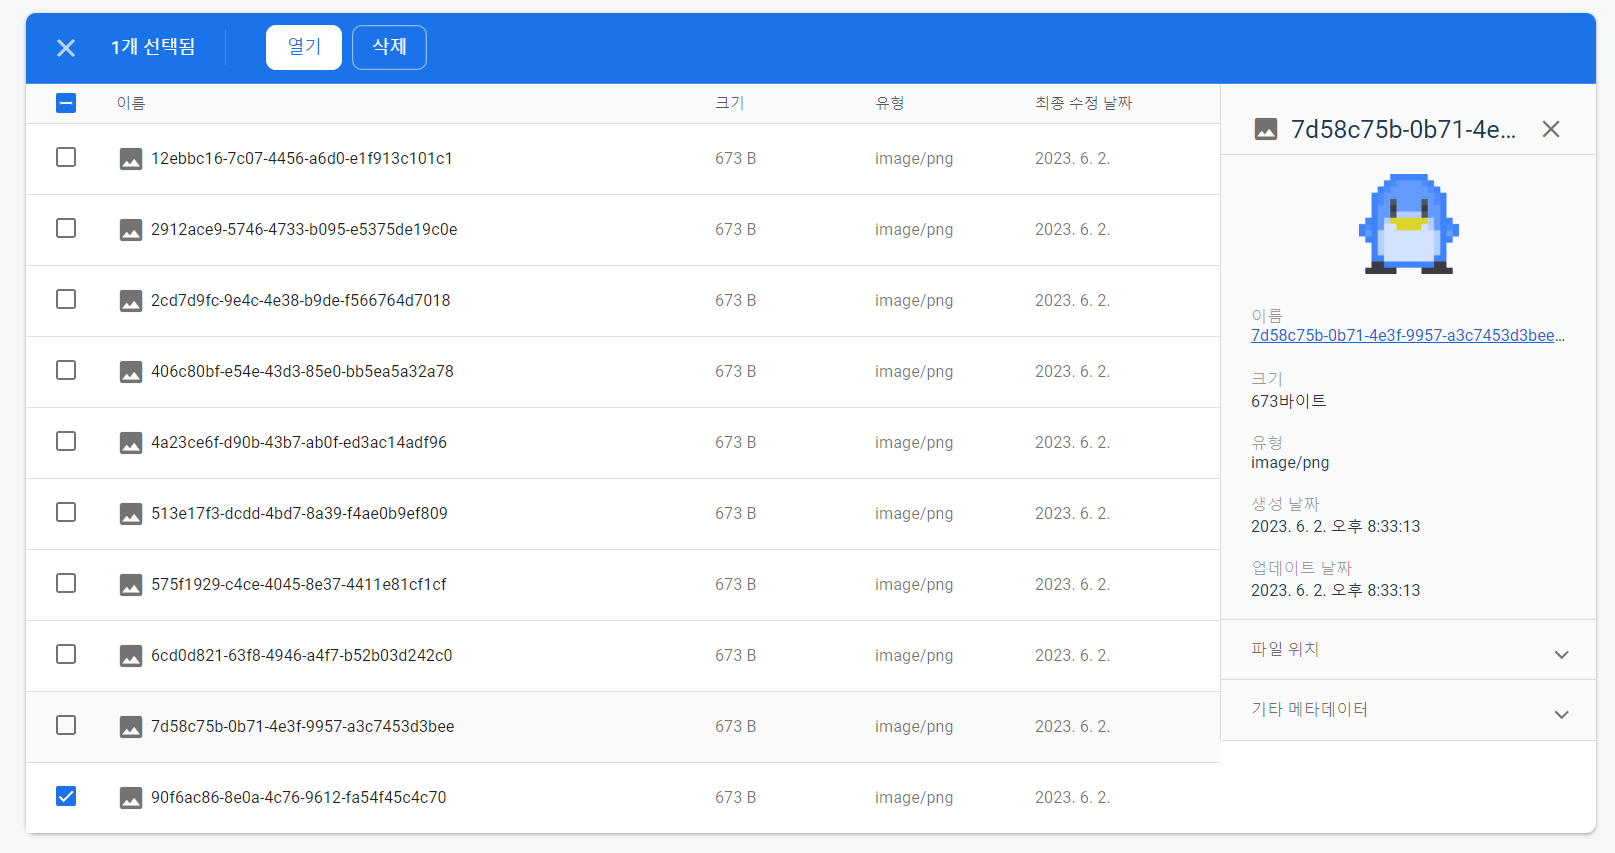 1개 선택됨 열기 삭제
이름 크기 유형 최종 수정 날짜
12ebbc16-7c07-4456-a6d0-e1f913c101c1 673 B image/png 2023. 6. 2.
2912ace9-5746-4733-b095-e5375de19c0e 673 B image/png 2023. 6. 2.
2cd7d9fc-9e4c-4e38-b9de-f566764d7018 673 B image/png 2023. 6. 2.
406c80bf-e54e-43d3-85e0-bb5ea5a32a78 673 B image/png 2023. 6. 2.
4a23ce6f-d90b-43b7-ab0f-ed3ac14adf96 673 B image/png 2023. 6. 2.
513e17f3-dcdd-4bd7-8a39-f4ae0b9ef809 673 B image/png 2023. 6. 2.
575f1929-c4ce-4045-8e37-4411e81cf1cf 673 B image/png 2023. 6. 2.
6cd0d821-63f8-4946-a4f7-b52b03d242c0 673 B image/png 2023. 6. 2.
7d58c75b-0b71-4e3f-9957-a3c7453d3bee 673 B image/png 2023. 6. 2.
90f6ac86-8e0a-4c76-9612-fa54f45c4c70 673 B image/png 2023. 6. 2.
7d58c75b-0b71-4e...
이름
7d58c75b-0b71-4e3f-9957-a3c7453d3bee...
크기
673바이트
유형
image/png
생성 날짜
2023. 6. 2. 오후 8:33:13
업데이트 날짜
2023. 6. 2. 오후 8:33:13
파일 위치
기타 메타데이터